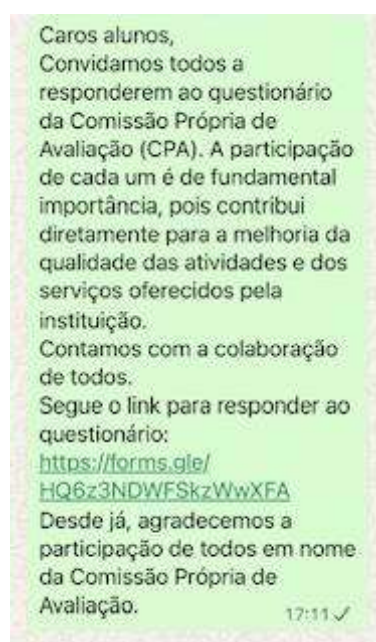 Caros alunos,
Convidamos todos a
responderem ao questionário
da Comissão Própria de
Avaliação (CPA). A participação
de cada um é de fundamental
importância, pois contribui
diretamente para a melhoria da
qualidade das atividades e dos
serviços oferecidos pela
instituição.
Contamos com a colaboração
de todos.
Segue o link para responder ao
questionário:
https://forms.gle/
HQ6z3NDWFSkzWwXFA
Desde já, agradecemos a
participação de todos em nome
da Comissão Própria de
Avaliação.
17:11